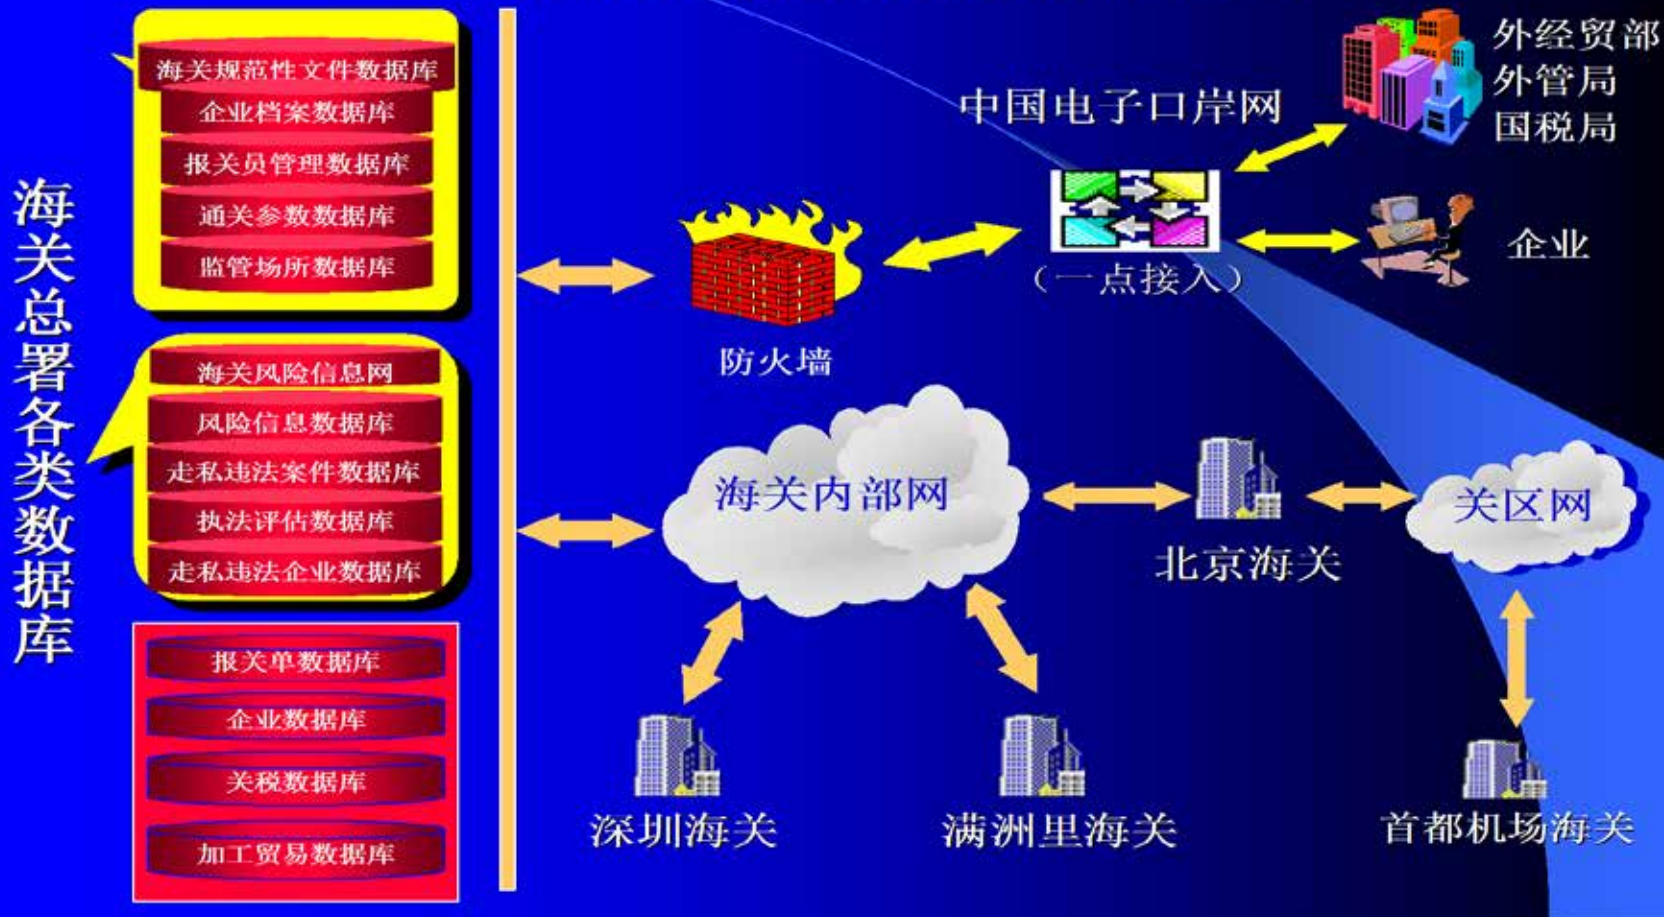 海关总署各类数据库
海关规范性文件数据库
企业档案数据库
报关员管理数据库
通关参数数据库
监管场所数据库
海关风险信息网
风险信息数据库
走私违法案件数据库
执法评估数据库
走私违法企业数据库
报关单数据库
企业数据库
关税数据库
加工贸易数据库
中国电子口岸网
(一点接入)
外经贸部
外管局
国税局
企业
防火墙
海关内部网
北京海关
关区网
深圳海关
满洲里海关
首都机场海关